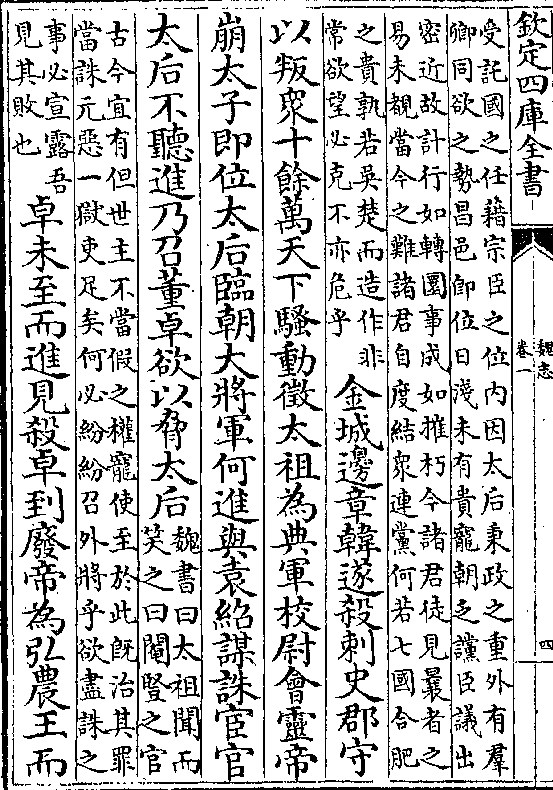 欽定四庫全書
魏志
卷一
四
受託國之任藉宗臣之位內因太后秉政之重外有羣
卿同欲之勢昌邑即位日淺未有貴寵朝乏讜臣議出
密近故計行如轉圜事成如摧朽今諸君徒見曩者之
易未覩當今之難諸君自度結衆連黨何若七國合肥
之貴孰若吳楚而造作非
常欲望必克不亦危乎
金城邊章韓遂殺刺史郡守
以叛衆十餘萬天下騷動徵太祖為典軍校尉會靈帝
崩太子即位太后臨朝大將軍何進與袁紹謀誅宦官
太后不聽進乃召董卓欲以脅太后
魏書曰太祖聞而
笑之曰閹豎之官
古今宜有但世主不當假之權寵使至於此既治其罪
當誅元惡一獄吏足矣何必紛紛召外將乎欲盡誅之
事必宣露吾
見其敗也
卓未至而進見殺卓到廢帝為弘農王而